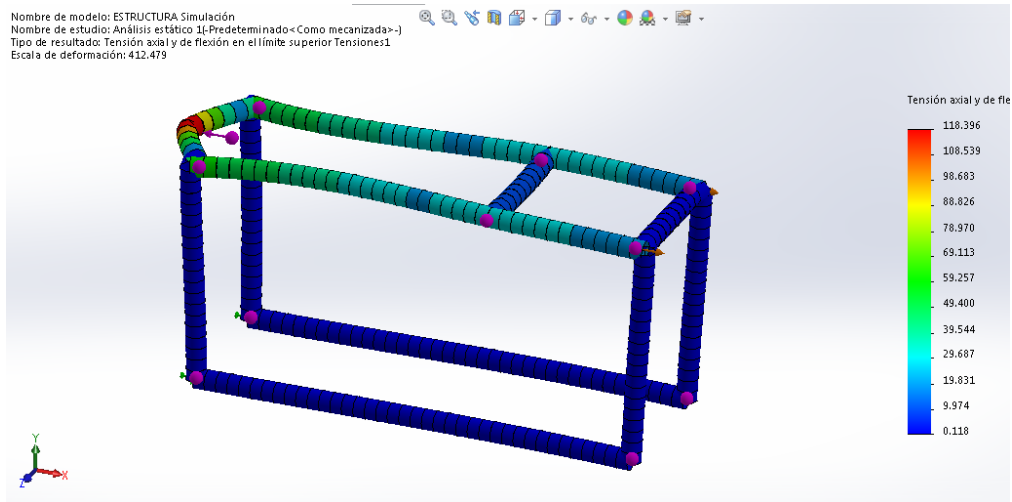 Nombre de modelo: ESTRUCTURA Simulación
Nombre de estudio: Análisis estático 1(-Predeterminado<Como mecanizada>-)
Tipo de resultado: Tensión axial y de flexión en el límite superior Tensiones1
Escala de deformación: 412.479
Tensión axial y de fle
118.396
108.539
98.683
88.826
78.970
69.113
59.257
49.400
39.544
29.687
19.831
9.974
0.118
Y
X
Z